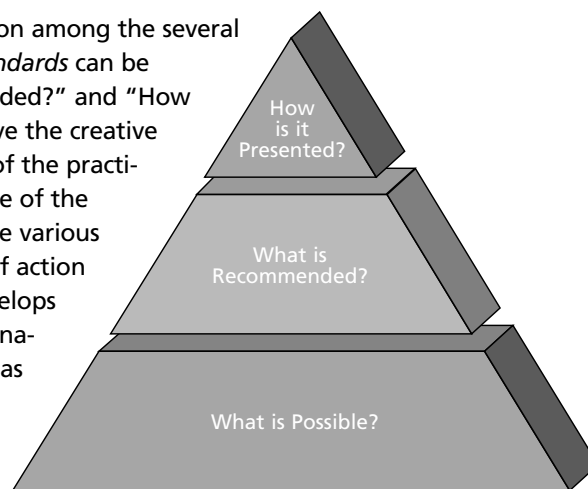 on among the several
ndards can be
ded?” and “How
ve the creative
of the practi-
e of the
e various
f action
elops
na-
as
How
is it
Presented?
What is
Recommended?
What is Possible?